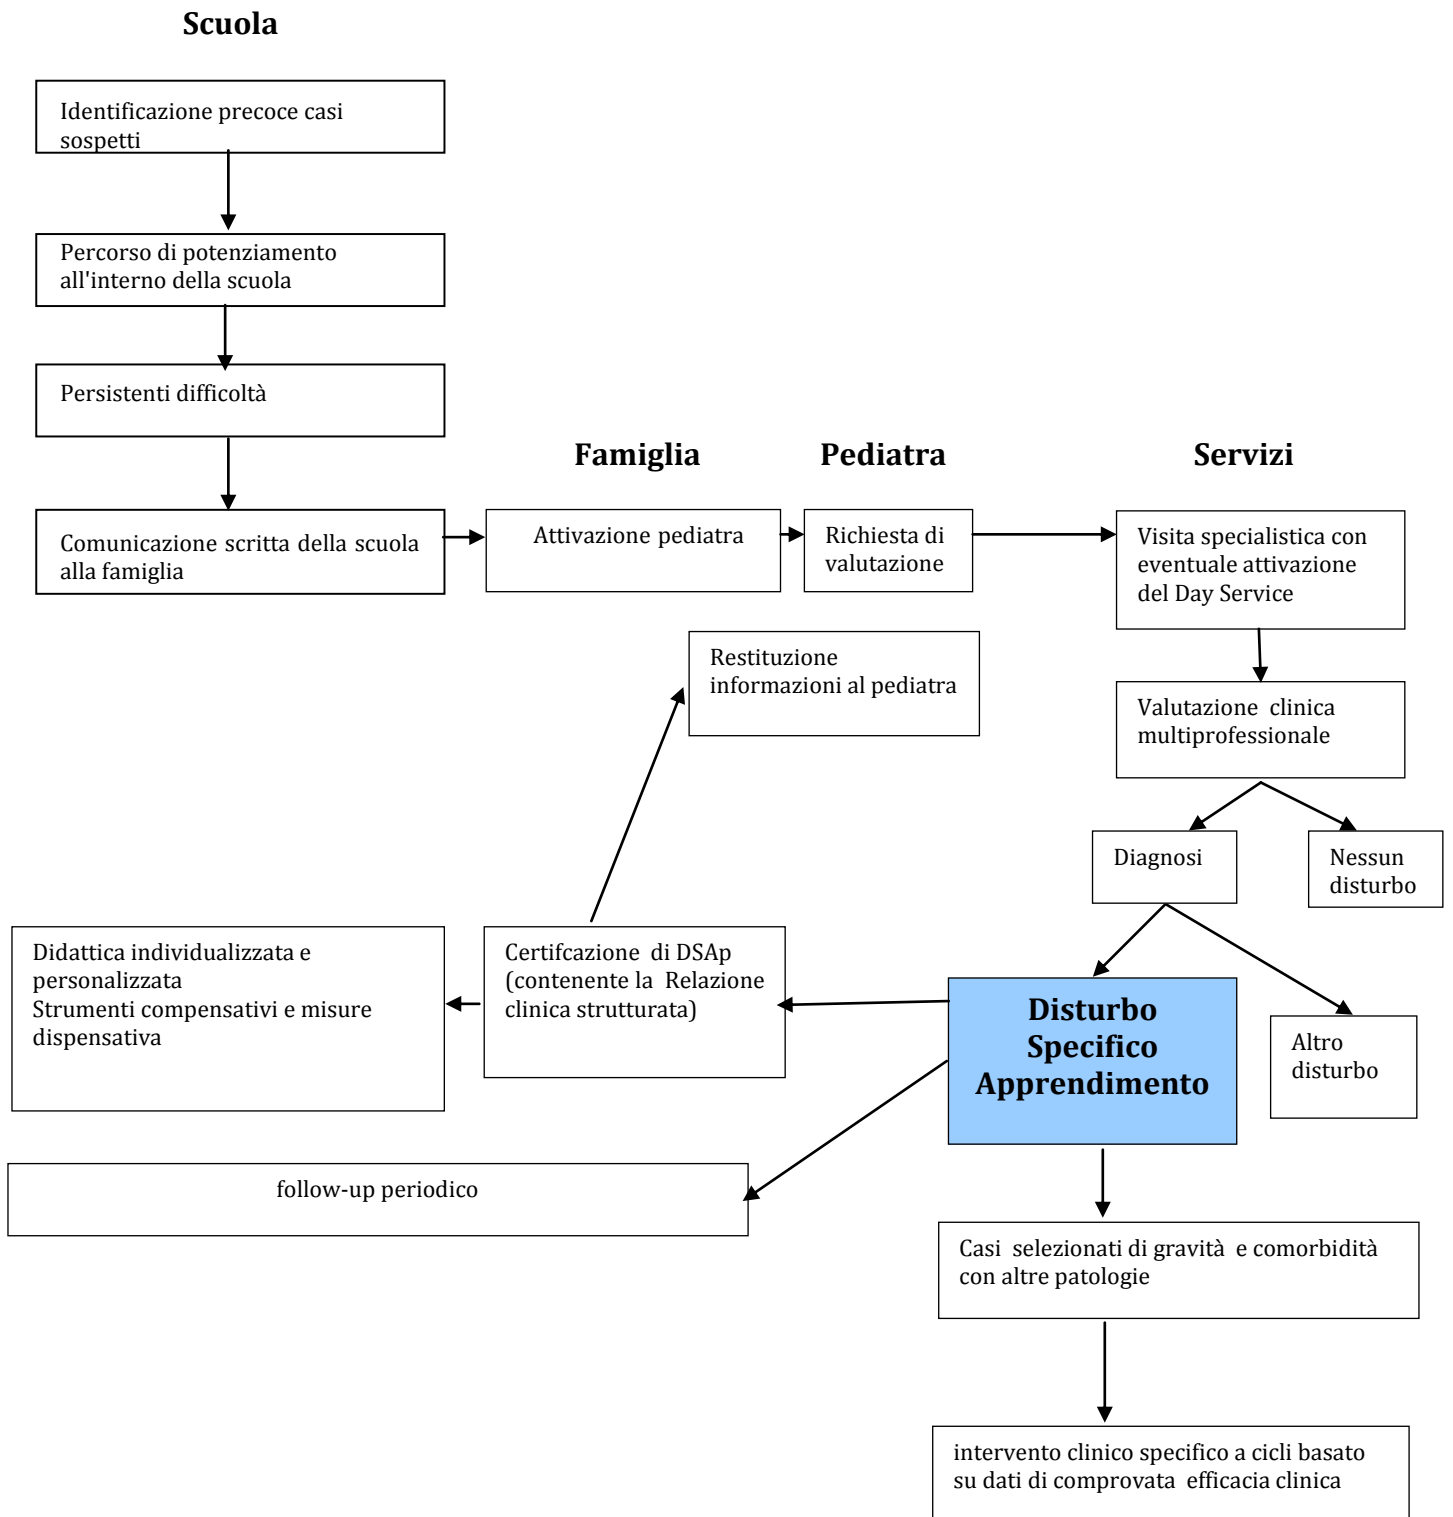 Scuola
Identificazione precoce casi
sospetti
Percorso di potenziamento
all'interno della scuola
Persistenti difficoltà
Famiglia
Pediatra
Servizi
Comunicazione scritta della scuola
alla famiglia
Attivazione pediatra
Richiesta di
valutazione
Visita specialistica con
eventuale attivazione
del Day Service
Restituzione
informazioni al pediatra
Valutazione clinica
multiprofessionale
Diagnosi
Nessun
disturbo
Didattica individualizzata e
personalizzata
Strumenti compensativi e misure
dispensativa
Certifcazione di DSAp
(contenente la Relazione
clinica strutturata)
Disturbo
Specifico
Apprendimento
Altro
disturbo
follow-up periodico
Casi selezionati di gravità e comorbidità
con altre patologie
intervento clinico specifico a cicli basato
su dati di comprovata efficacia clinica